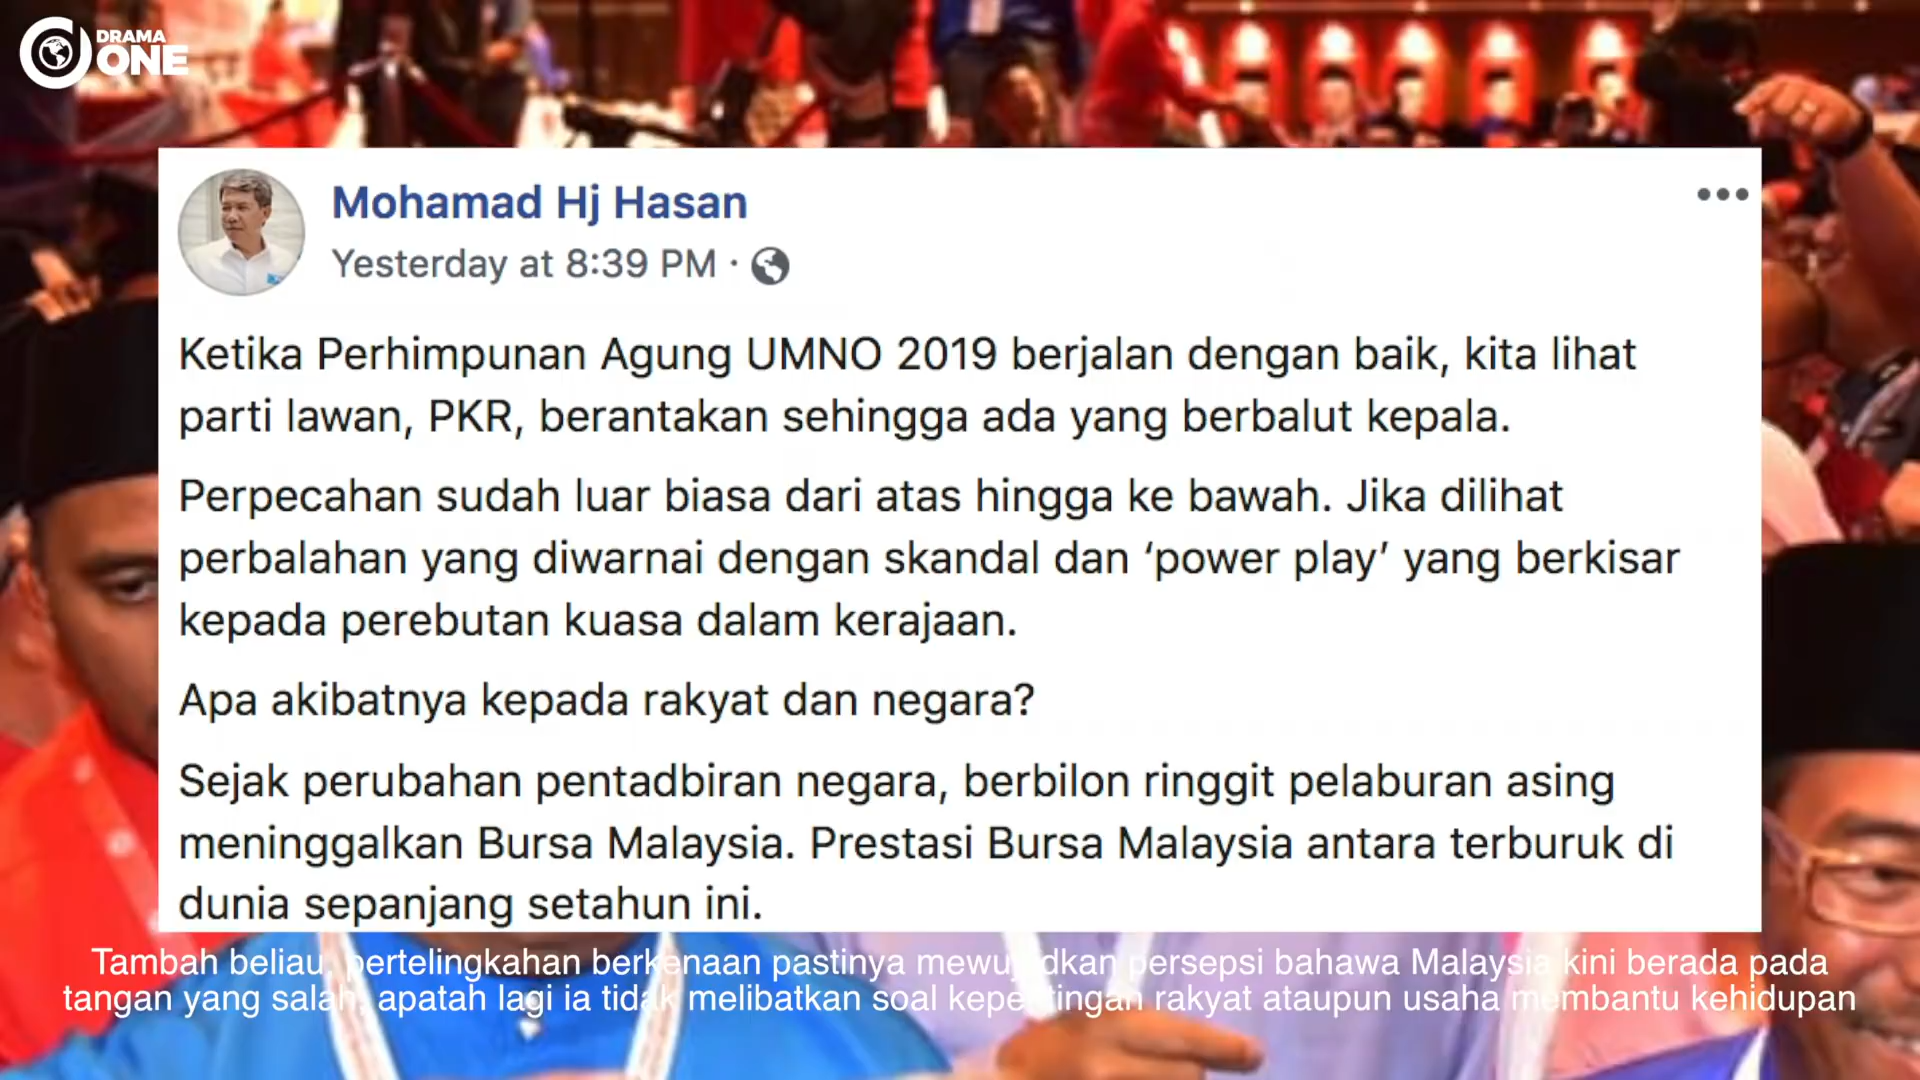 DRAMA
ONE
Mohamad Hj Hasan
Yesterday at 8:39 PM ·
Ketika Perhimpunan Agung UMNO 2019 berjalan dengan baik, kita lihat
parti lawan, PKR, berantakan sehingga ada yang berbalut kepala.
Perpecahan sudah luar biasa dari atas hingga ke bawah. Jika dilihat
perbalahan yang diwarnai dengan skandal dan ‘power play’ yang berkisar
kepada perebutan kuasa dalam kerajaan.
Apa akibatnya kepada rakyat dan negara?
Sejak perubahan pentadbiran negara, berbilon ringgit pelaburan asing
meninggalkan Bursa Malaysia. Prestasi Bursa Malaysia antara terburuk di
dunia sepanjang setahun ini.
Tambah beliau, pertelingkahan berkenaan pastinya mewujudkan persepsi bahawa Malaysia kini berada pada
tangan yang salah, apatah lagi ia tidak melibatkan soal kepentingan rakyat ataupun usaha membantu kehidupan